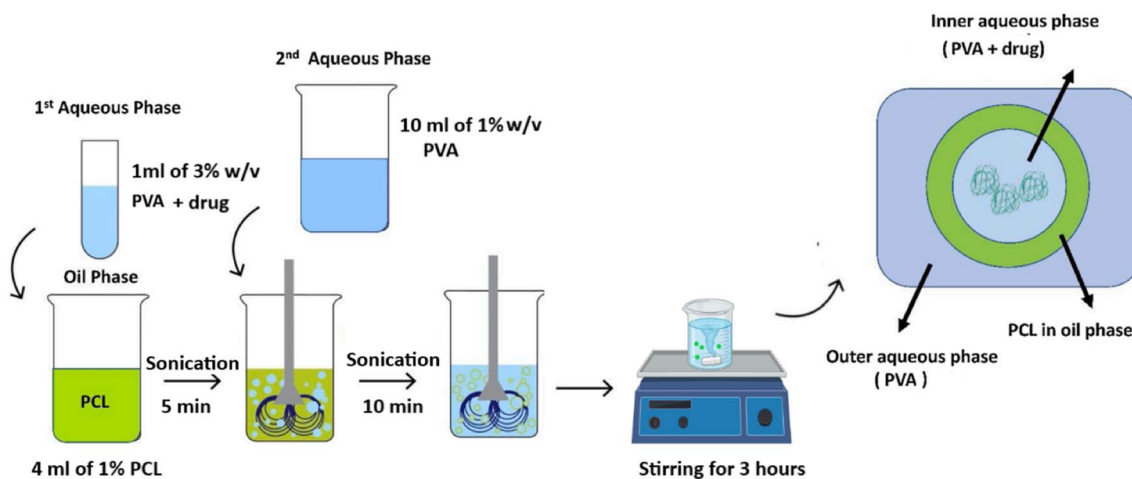 1st Aqueous Phase
1ml of 3% w/v
PVA + drug
2nd Aqueous Phase
10 ml of 1% w/v
PVA
Oil Phase
PCL
4 ml of 1% PCL
Sonication
5 min
Sonication
10 min
Stirring for 3 hours
Inner aqueous phase
( PVA + drug)
PCL in oil phase
Outer aqueous phase
( PVA )